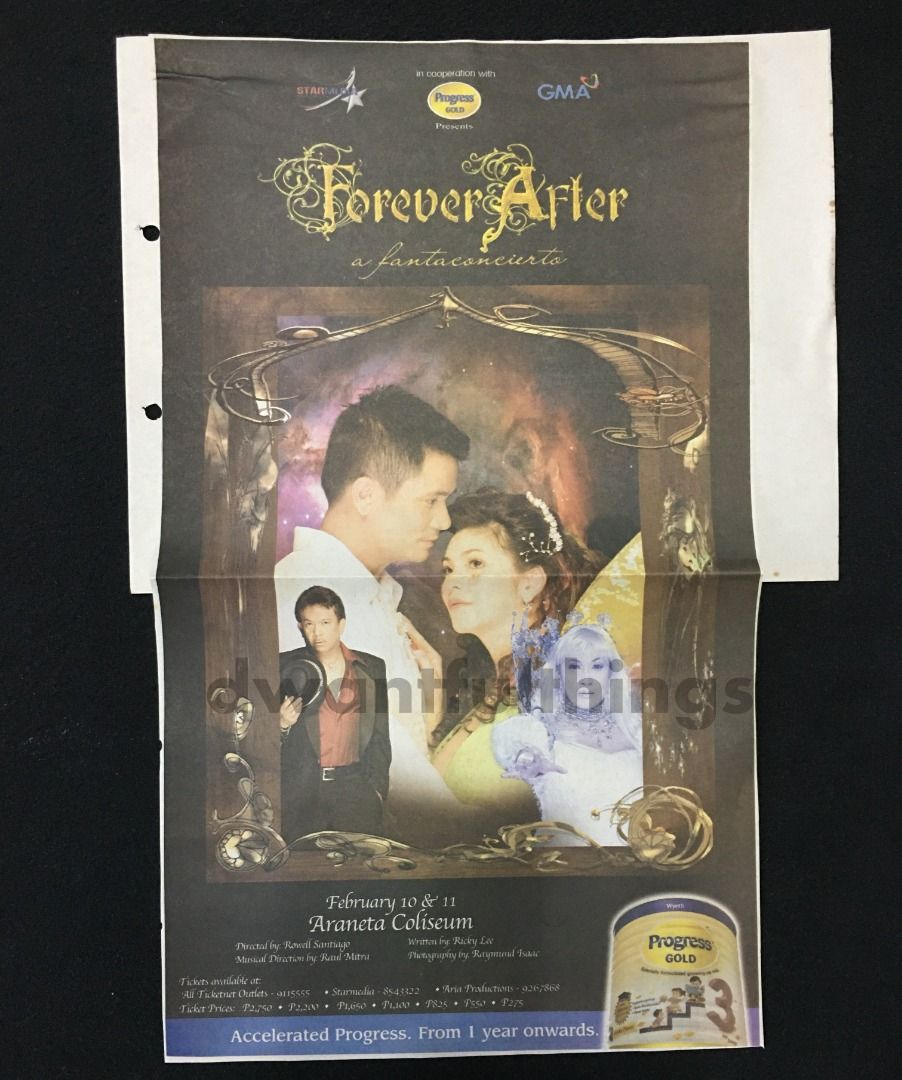 STARMEDIA
in cooperation with
Progress GOLD
Presents
GMA
Forever After
a fantaconcierto
dwantfulthings
February 10 & 11
Araneta Coliseum
Directed by: Rowell Santiago
Written by: Ricky Lee
Musical Direction by: Raul Mitra
Photography by: Raymund Isaac
Tickets available at:
All Ticketnet Outlets - 9115555 • Starmedia - 8543322 • Aria Productions - 9267868
Ticket Prices: P2,750 • P2,200 • P1,650 • P1,100 • P825 • P550 • P275
Accelerated Progress. From 1 year onwards.
Wyeth
Progress
GOLD
3